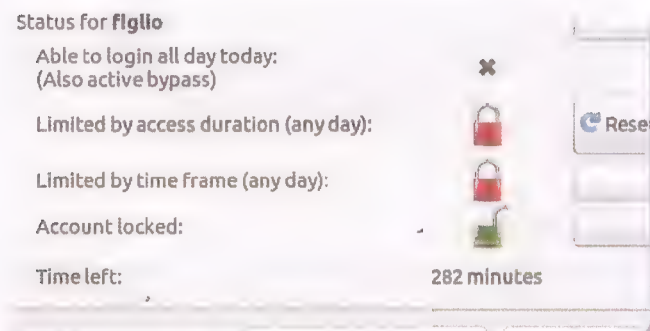 Status for figlio
Able to login all day today:
(Also active bypass)
Limited by access duration (any day):
Rese
Limited by time frame (any day):
Account locked:
Time left:
282 minutes